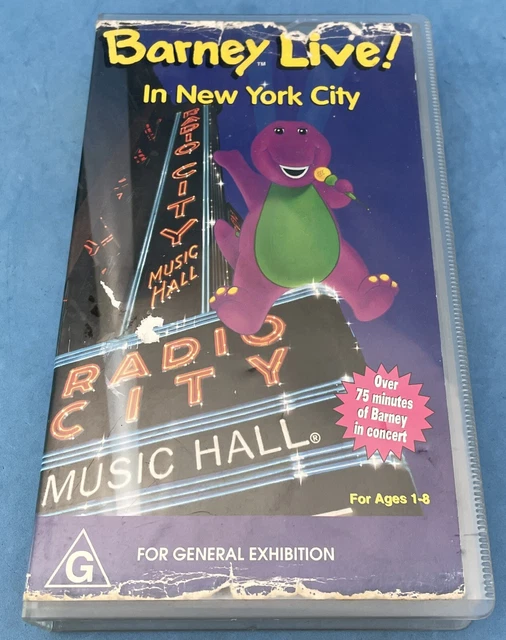 Barney Live!
TM
In New York City
RADIO CITY
MUSIC
HALL
RADIO
CITY
MUSIC HALL®
Over
75 minutes
of Barney
in concert
For Ages 1-8
G
FOR GENERAL EXHIBITION